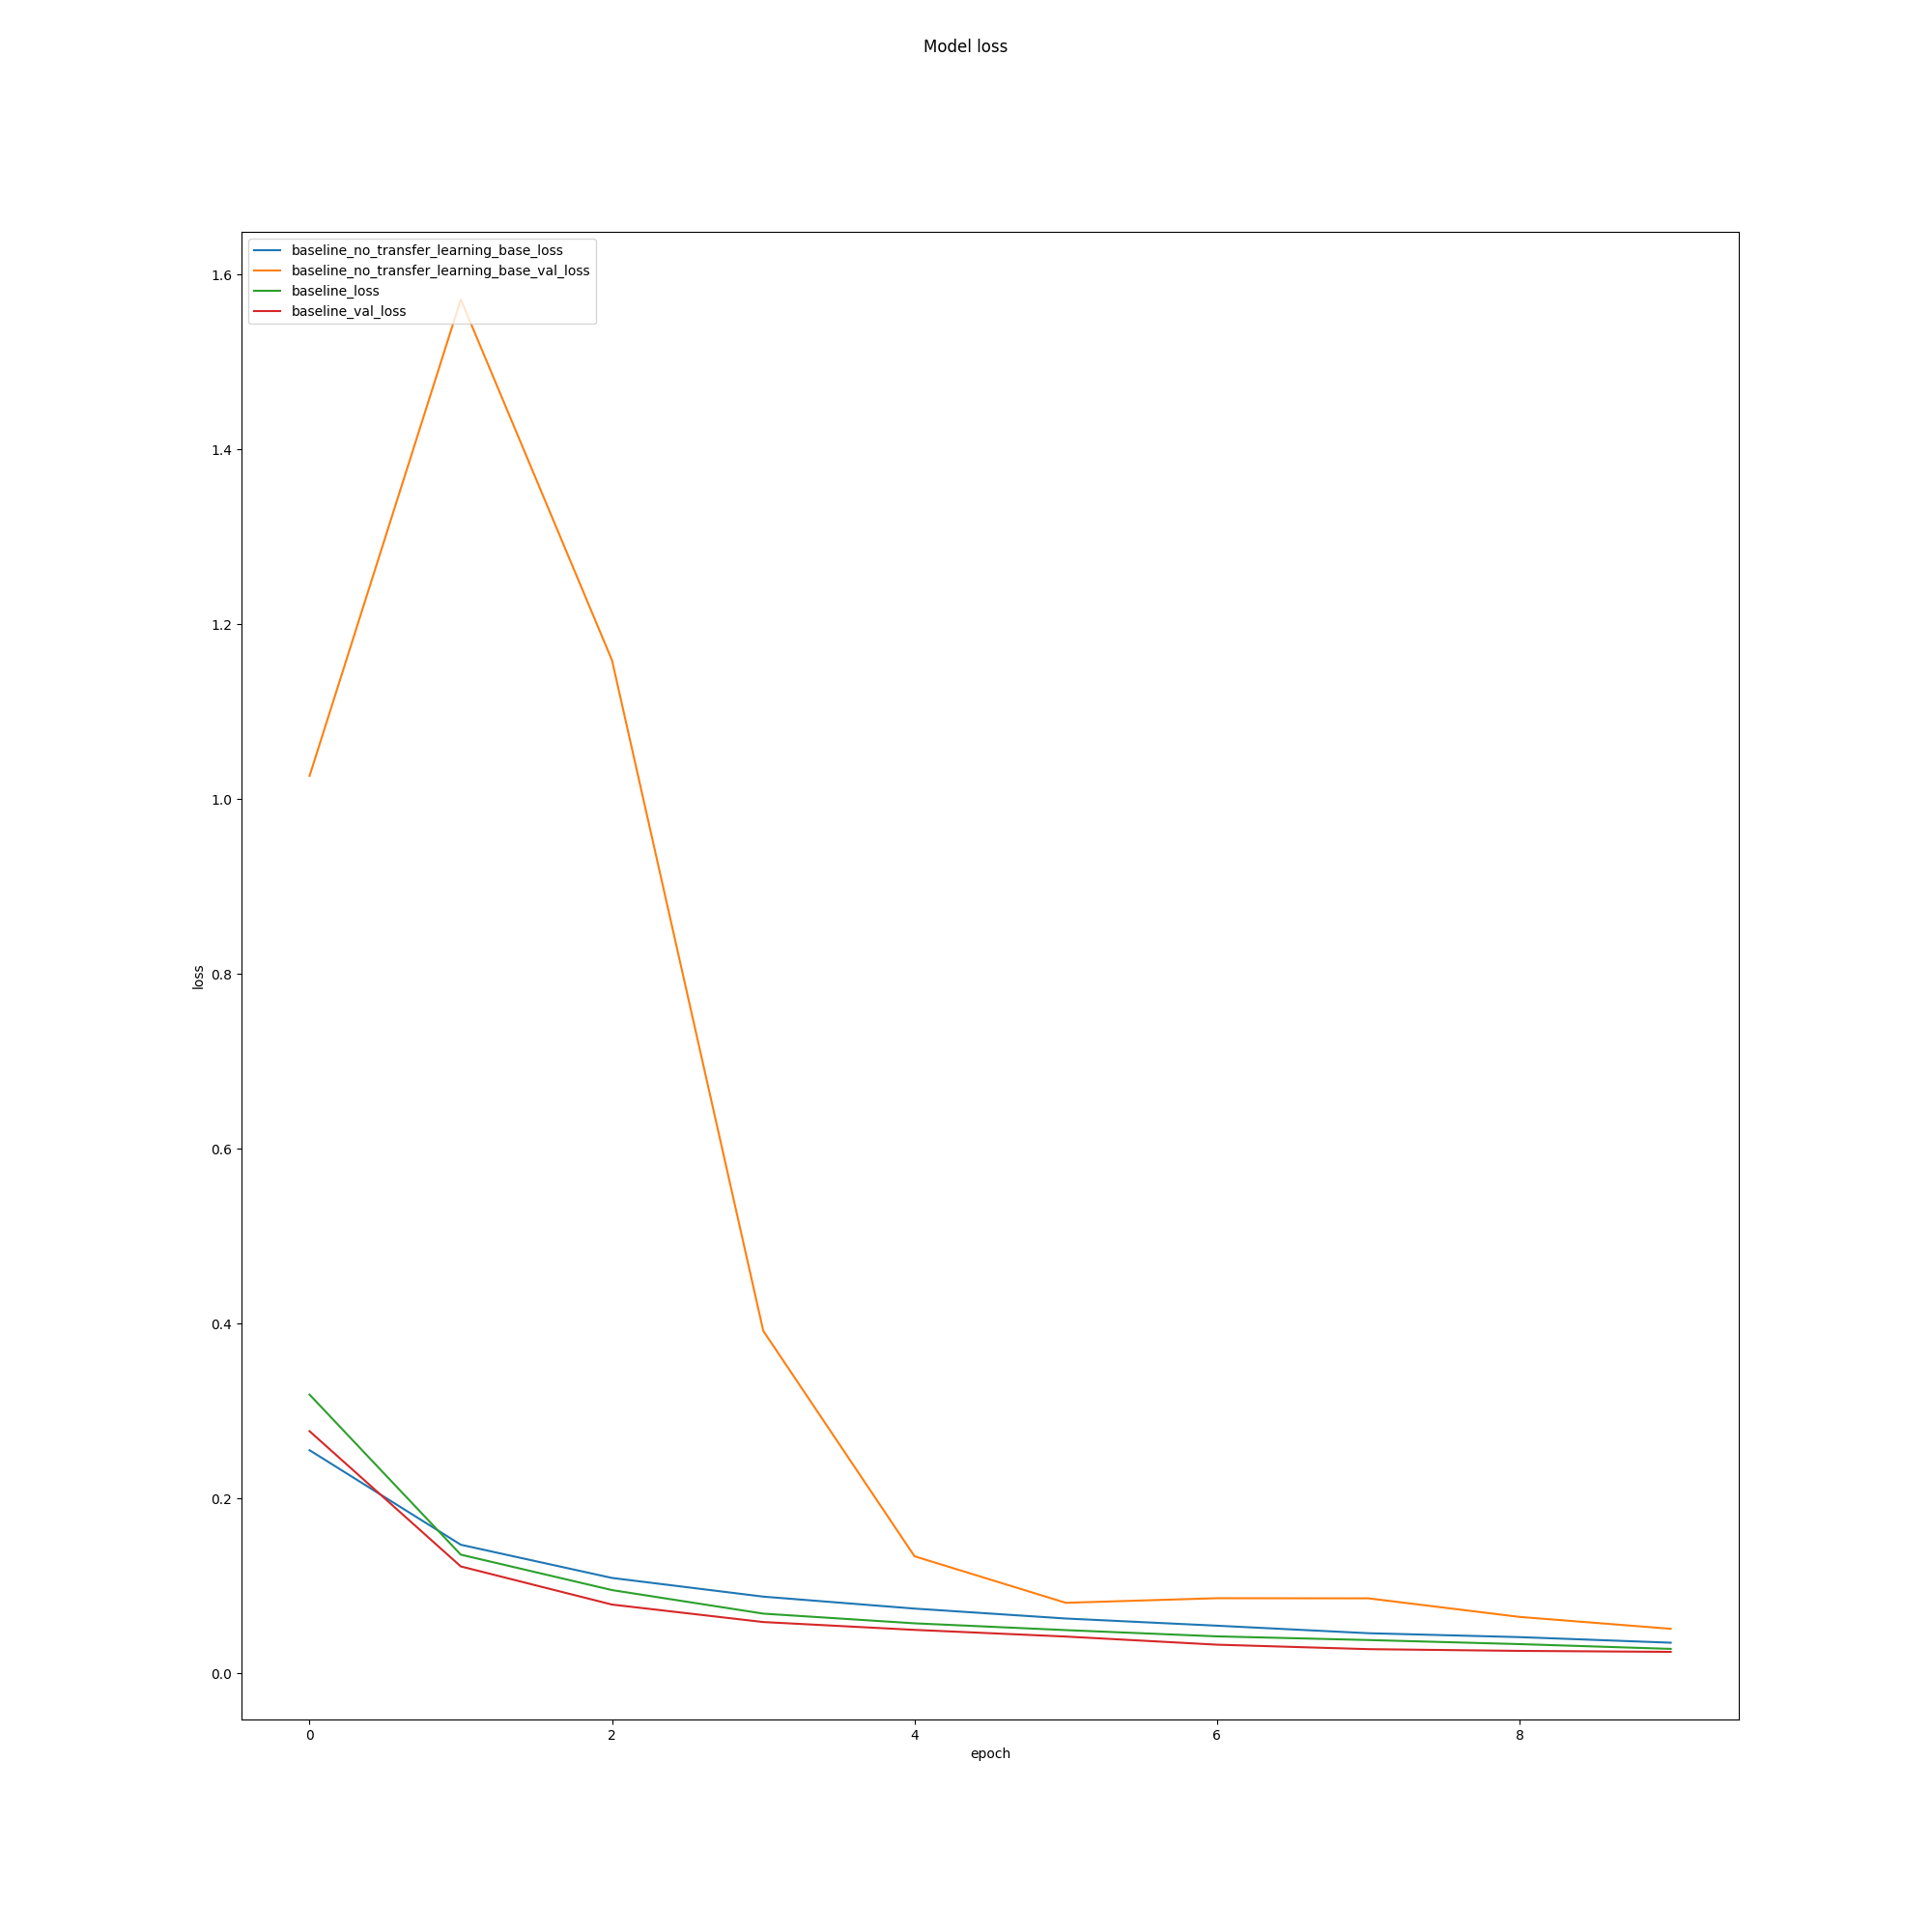 Model loss
baseline_no_transfer_learning_base_loss
baseline_no_transfer_learning_base_val_loss
baseline_loss
baseline_val_loss
1.6
1.4
1.2
1.0
0.8
loss
0.6
0.4
0.2
0.0
0 2 4 6 8
epoch